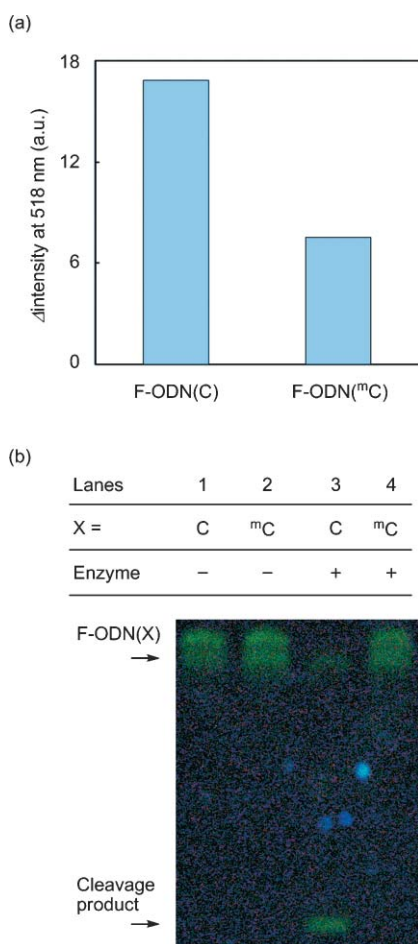 (a)
18
12
6
0
Δintensity at 518 nm (a.u.)
F-ODN(C)
F-ODN(ᵐC)
(b)
Lanes 1 2 3 4
X = C ᵐC C ᵐC
Enzyme – – + +
F-ODN(X)
Cleavage
product